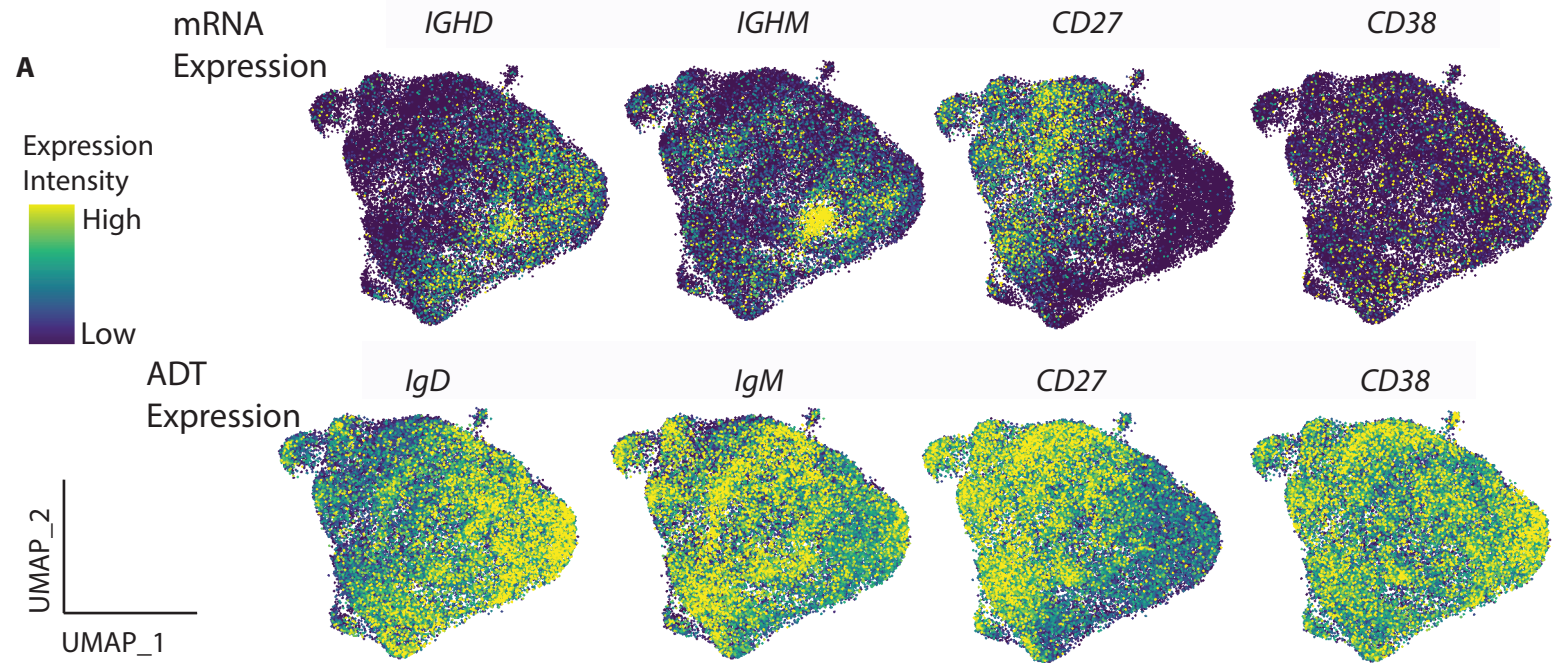 mRNA
Expression
IGHD IGHM CD27 CD38
A
Expression
Intensity
High
Low
ADT
Expression
IgD IgM CD27 CD38
UMAP_2
UMAP_1